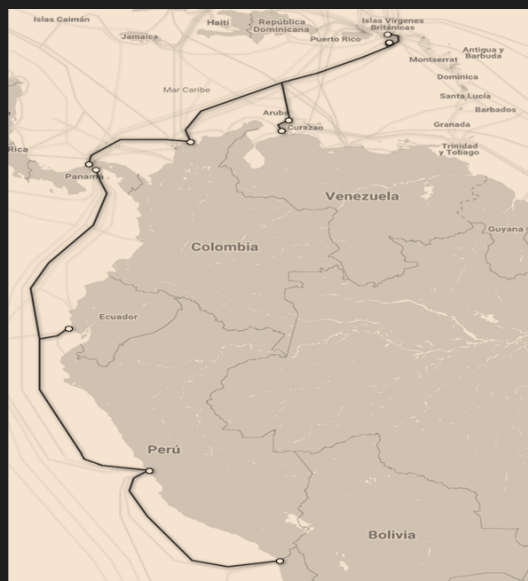 Islas Caimán
Haití
República
Dominicana
Islas Vírgenes
Británicas
Jamaica
Puerto Rico
Antigua y
Barbuda
Montserrat
Dominica
Mar Caribe
Santa Lucía
Barbados
Aruba
Curazao
Granada
Rica
Trinidad
y Tobago
Panamá
Venezuela
Guyana
Colombia
Ecuador
Perú
Bolivia